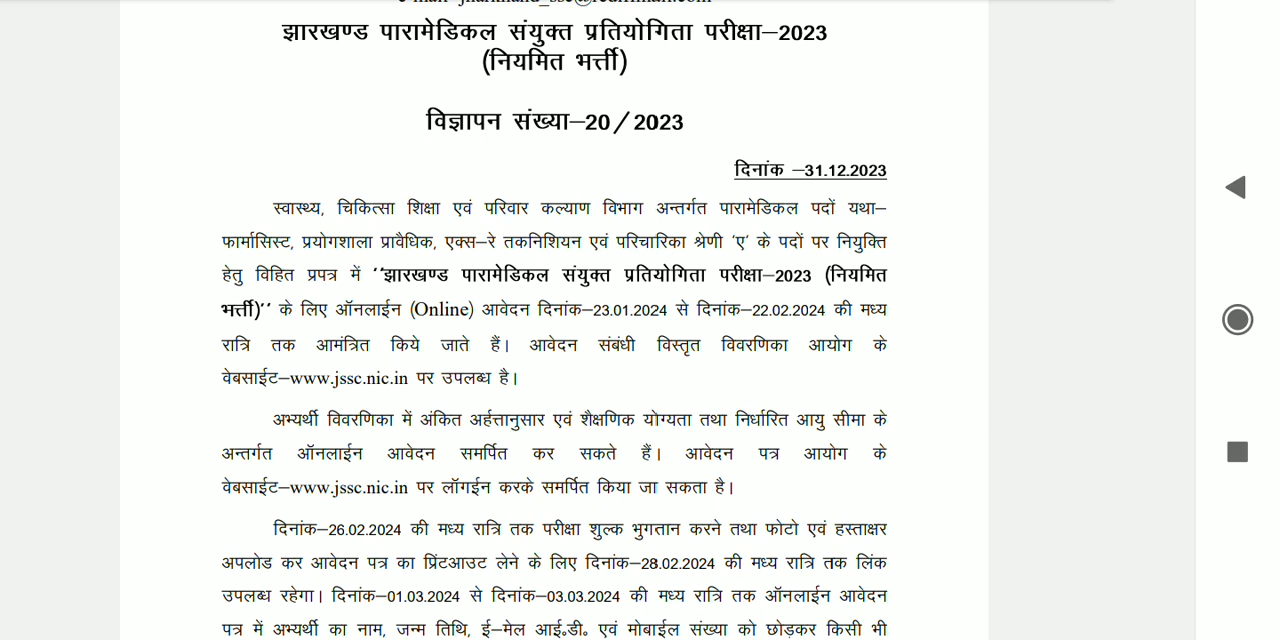 झारखण्ड पारामेडिकल संयुक्त प्रतियोगिता परीक्षा–2023
(नियमित भर्त्ती)
विज्ञापन संख्या–20/2023
दिनांक –31.12.2023
स्वास्थ्य, चिकित्सा शिक्षा एवं परिवार कल्याण विभाग अन्तर्गत पारामेडिकल पदों यथा–
फार्मासिस्ट, प्रयोगशाला प्रावैधिक, एक्स–रे तकनिशियन एवं परिचारिका श्रेणी 'ए' के पदों पर नियुक्ति
हेतु विहित प्रपत्र में ''झारखण्ड पारामेडिकल संयुक्त प्रतियोगिता परीक्षा–2023 (नियमित
भर्त्ती)'' के लिए ऑनलाईन (Online) आवेदन दिनांक–23.01.2024 से दिनांक–22.02.2024 की मध्य
रात्रि तक आमंत्रित किये जाते हैं। आवेदन संबंधी विस्तृत विवरणिका आयोग के
वेबसाईट–www.jssc.nic.in पर उपलब्ध है।
अभ्यर्थी विवरणिका में अंकित अर्हत्तानुसार एवं शैक्षणिक योग्यता तथा निर्धारित आयु सीमा के
अन्तर्गत ऑनलाईन आवेदन समर्पित कर सकते हैं। आवेदन पत्र आयोग के
वेबसाईट–www.jssc.nic.in पर लॉगईन करके समर्पित किया जा सकता है।
दिनांक–26.02.2024 की मध्य रात्रि तक परीक्षा शुल्क भुगतान करने तथा फोटो एवं हस्ताक्षर
अपलोड कर आवेदन पत्र का प्रिंटआउट लेने के लिए दिनांक–28.02.2024 की मध्य रात्रि तक लिंक
उपलब्ध रहेगा। दिनांक–01.03.2024 से दिनांक–03.03.2024 की मध्य रात्रि तक ऑनलाईन आवेदन
पत्र में अभ्यर्थी का नाम, जन्म तिथि, ई–मेल आई॰डी॰ एवं मोबाईल संख्या को छोड़कर किसी भी